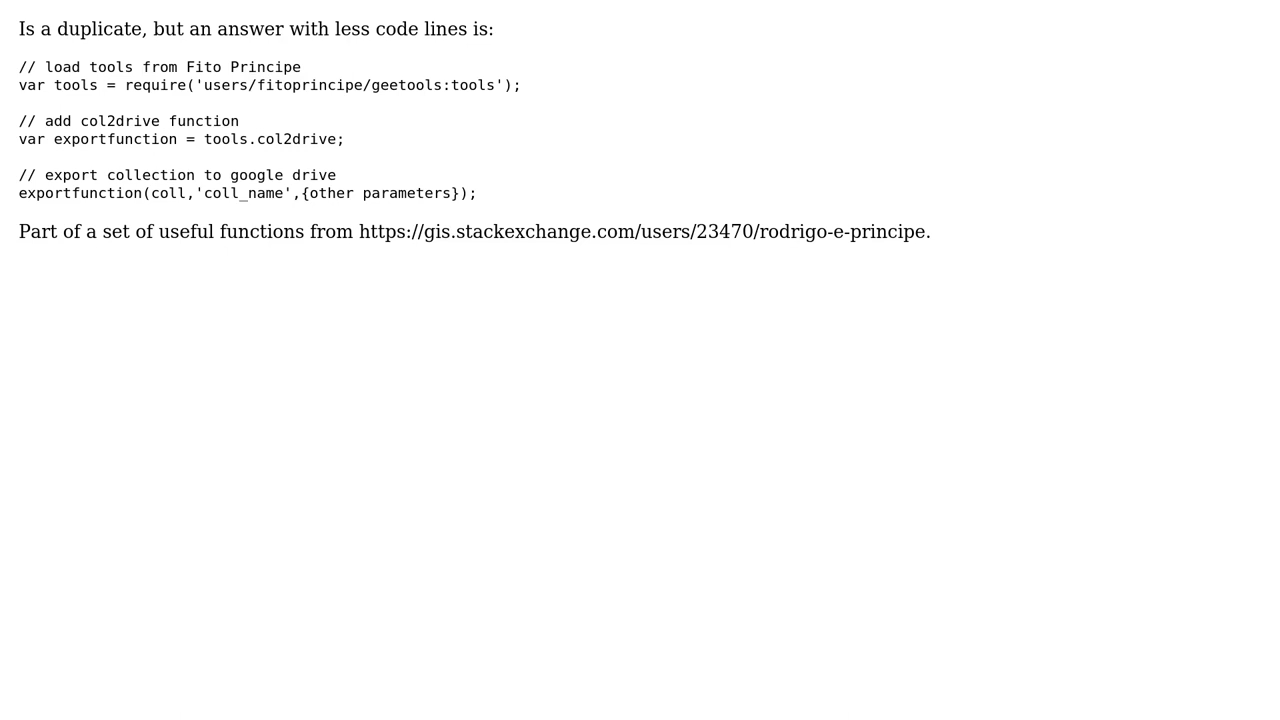 Is a duplicate, but an answer with less code lines is:
// load tools from Fito Principe
var tools = require('users/fitoprincipe/geetools:tools');
// add col2drive function
var exportfunction = tools.col2drive;
// export collection to google drive
exportfunction(coll,'coll_name',{other parameters});
Part of a set of useful functions from https://gis.stackexchange.com/users/23470/rodrigo-e-principe.